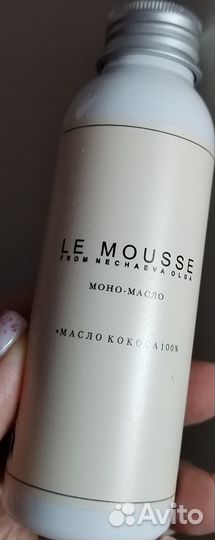 LE MOUSSE
FROM NECHAEVA OLGA
МОНО-МАСЛО
«МАСЛО КОКОСА 100%
Avito